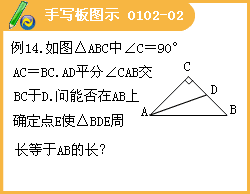 手写板图示 0102-02
例14.如图△ABC中∠C=90°
AC=BC.AD平分∠CAB交
BC于D.问能否在AB上
确定点E使△BDE周
长等于AB的长?
C
D
A
B